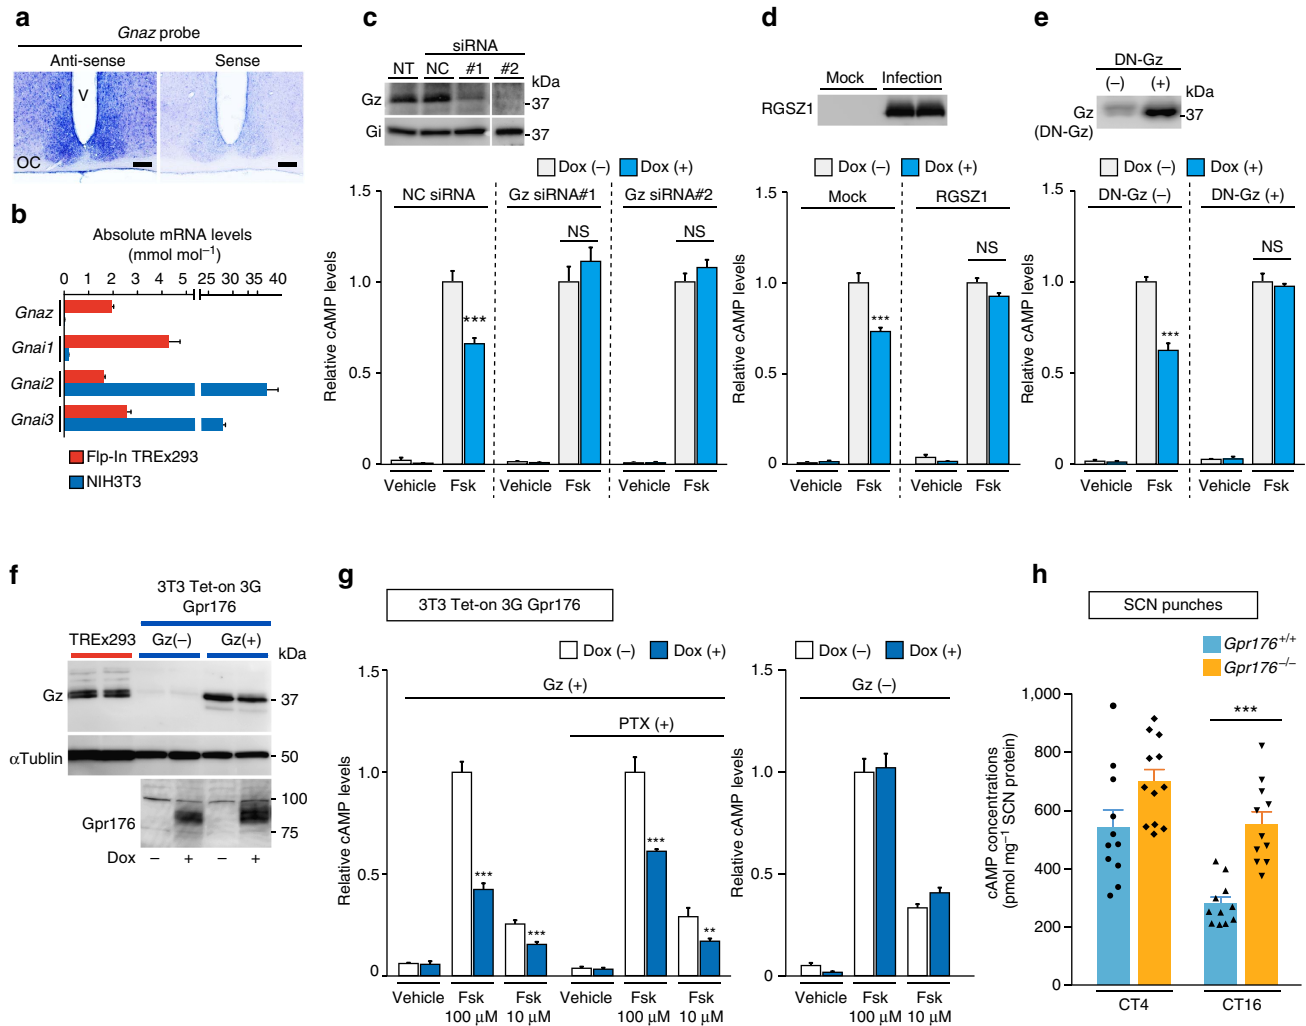 a
Gnaz probe
Anti-sense
Sense
V
OC
b
Absolute mRNA levels
(mmol mol⁻¹)
0 1 2 3 4 5 25 30 35 40
Gnaz
Gnai1
Gnai2
Gnai3
Flp-In TREx293
NIH3T3
c
siRNA
NT NC #1 #2
kDa
Gz
37
Gi
37
Dox (–) Dox (+)
NC siRNA Gz siRNA#1 Gz siRNA#2
Relative cAMP levels
1.5
1.0
0.5
0
***
NS
NS
Vehicle Fsk Vehicle Fsk Vehicle Fsk
d
Mock Infection
RGSZ1
Dox (–) Dox (+)
Mock RGSZ1
Relative cAMP levels
1.5
1.0
0.5
0
***
NS
Vehicle Fsk Vehicle Fsk
e
DN-Gz
(–) (+)
kDa
Gz
(DN-Gz)
37
Dox (–) Dox (+)
DN-Gz (–) DN-Gz (+)
Relative cAMP levels
1.5
1.0
0.5
0
***
NS
Vehicle Fsk Vehicle Fsk
f
3T3 Tet-on 3G
Gpr176
TREx293 Gz(–) Gz(+)
kDa
Gz
37
αTublin
50
Gpr176
100
75
Dox – + – +
g
3T3 Tet-on 3G Gpr176
Dox (–) Dox (+)
Gz (+)
PTX (+)
Relative cAMP levels
1.5
1.0
0.5
0
***
***
***
**
Vehicle Fsk 100 µM Fsk 10 µM Vehicle Fsk 100 µM Fsk 10 µM
Dox (–) Dox (+)
Gz (–)
Relative cAMP levels
1.5
1.0
0.5
0
Vehicle Fsk 100 µM Fsk 10 µM
h
SCN punches
Gpr176+/+
Gpr176–/–
cAMP concentrations
(pmol mg⁻¹ SCN protein)
1,000
800
600
400
200
0
***
CT4 CT16